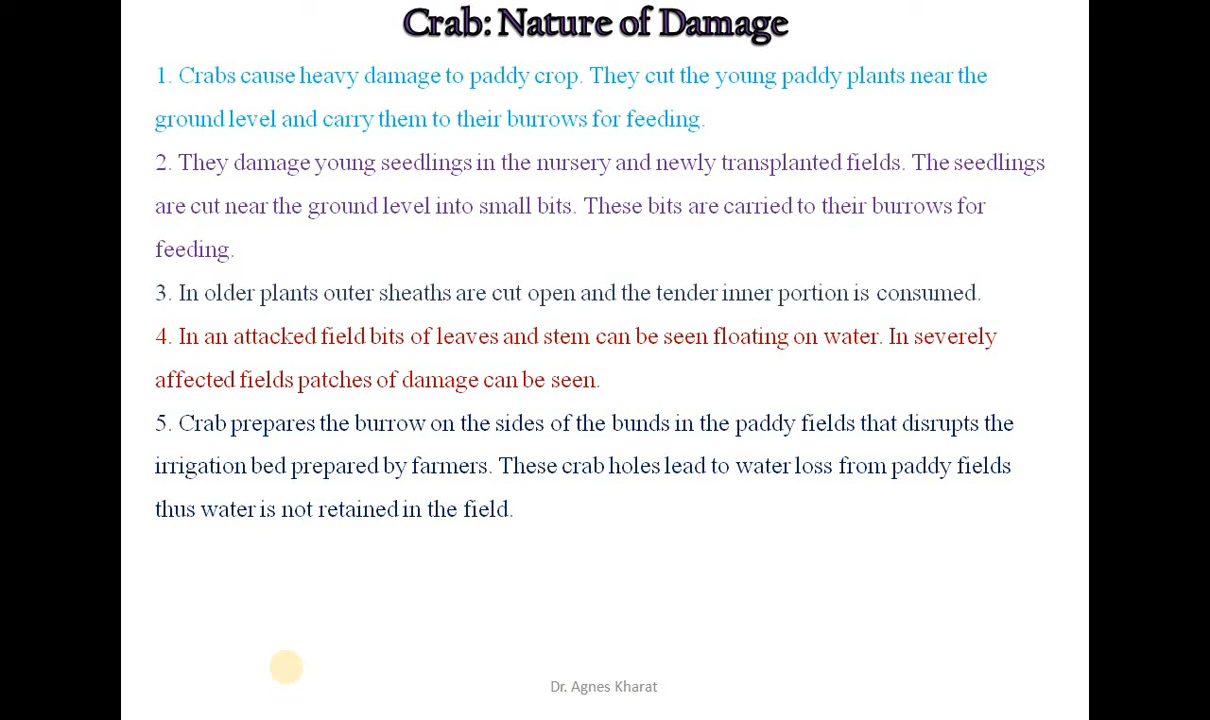 Crab: Nature of Damage
1. Crabs cause heavy damage to paddy crop. They cut the young paddy plants near the
ground level and carry them to their burrows for feeding.
2. They damage young seedlings in the nursery and newly transplanted fields. The seedlings
are cut near the ground level into small bits. These bits are carried to their burrows for
feeding.
3. In older plants outer sheaths are cut open and the tender inner portion is consumed.
4. In an attacked field bits of leaves and stem can be seen floating on water. In severely
affected fields patches of damage can be seen.
5. Crab prepares the burrow on the sides of the bunds in the paddy fields that disrupts the
irrigation bed prepared by farmers. These crab holes lead to water loss from paddy fields
thus water is not retained in the field.
Dr. Agnes Kharat